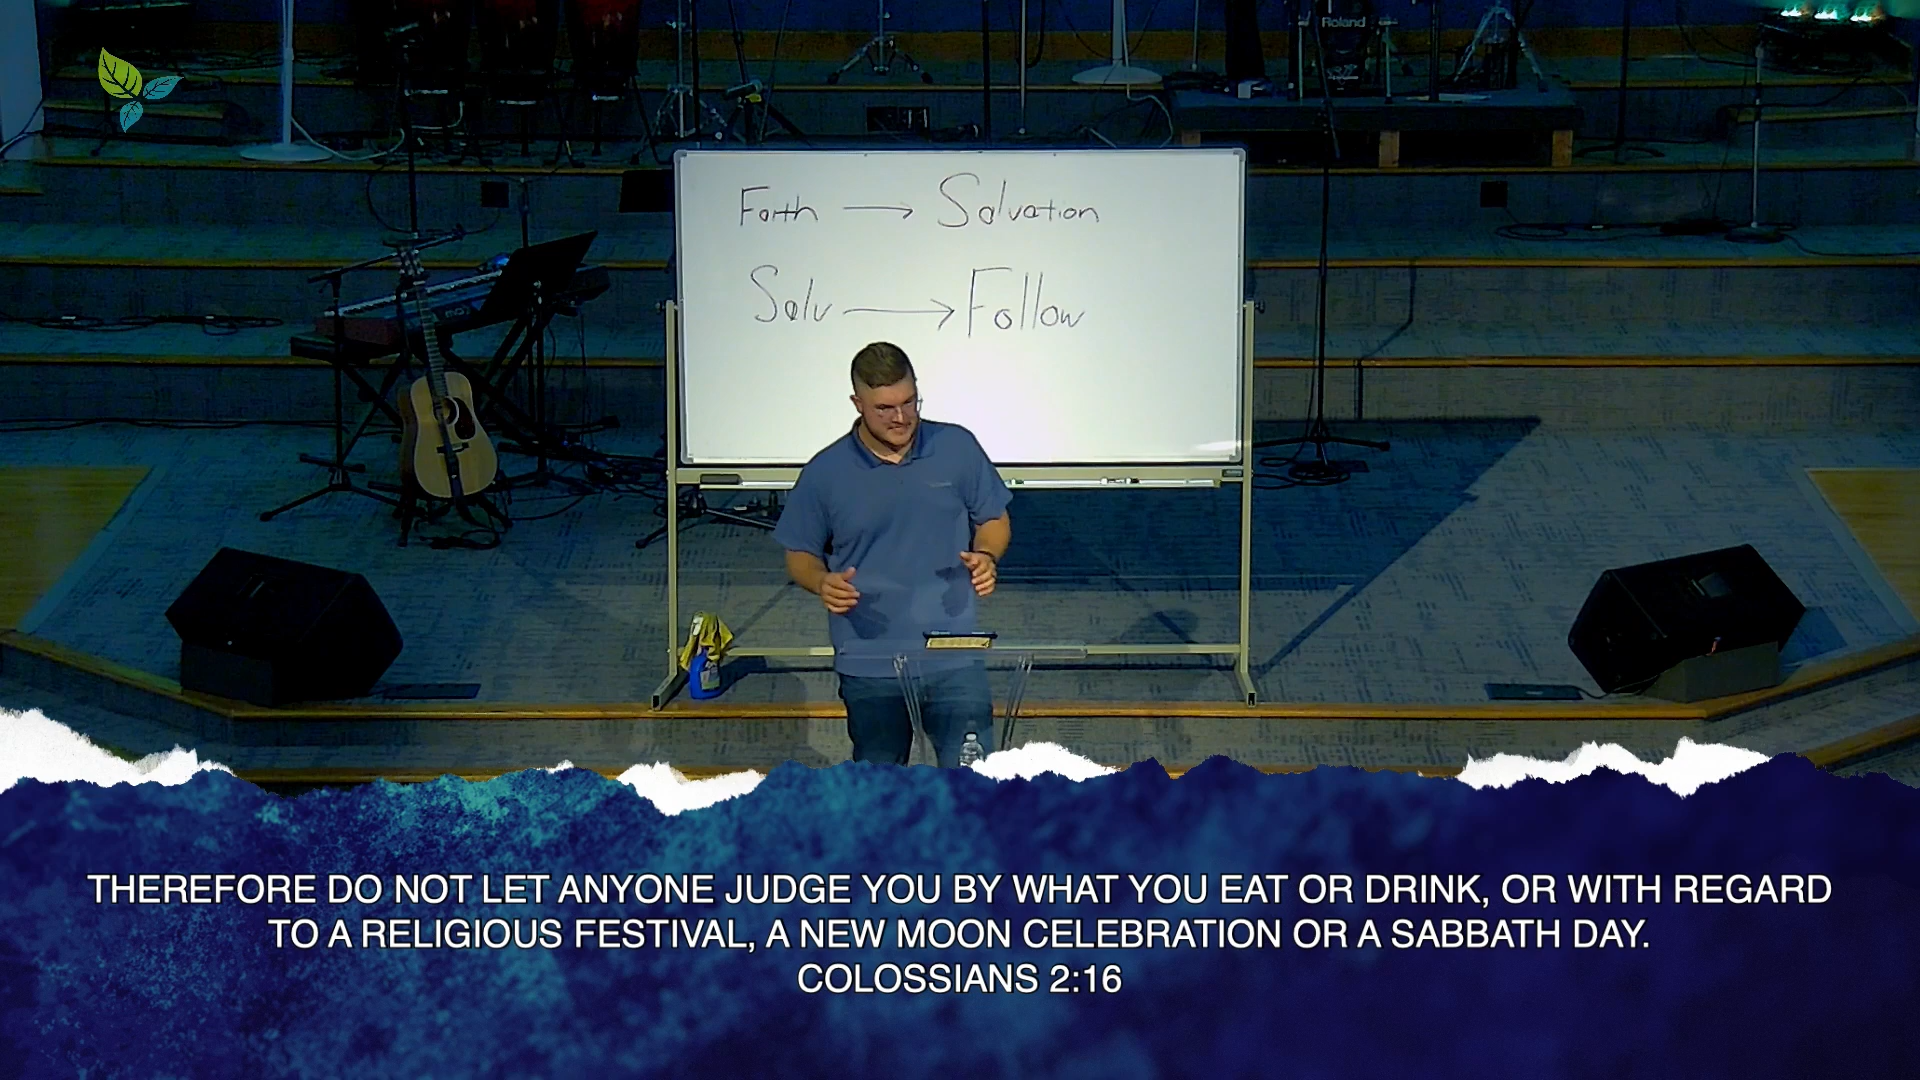 Roland
Faith → Salvation
Salv → Follow
THEREFORE DO NOT LET ANYONE JUDGE YOU BY WHAT YOU EAT OR DRINK, OR WITH REGARD
TO A RELIGIOUS FESTIVAL, A NEW MOON CELEBRATION OR A SABBATH DAY.
COLOSSIANS 2:16